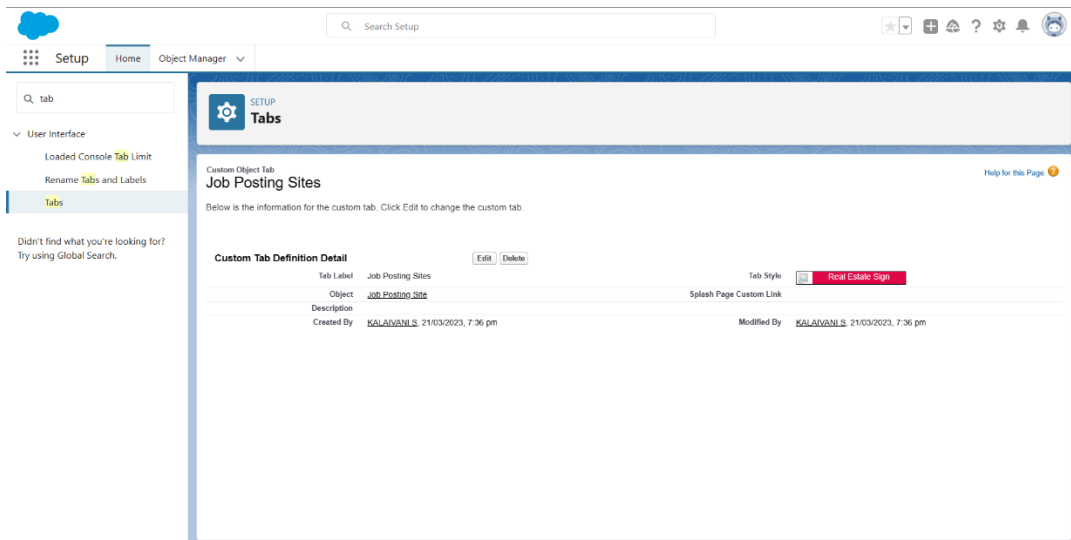 Search Setup
Setup Home Object Manager
tab
User Interface
Loaded Console Tab Limit
Rename Tabs and Labels
Tabs
Didn't find what you're looking for?
Try using Global Search.
SETUP
Tabs
Custom Object Tab
Job Posting Sites
Help for this Page
Below is the information for the custom tab. Click Edit to change the custom tab.
Custom Tab Definition Detail Edit Delete
Tab Label Job Posting Sites Tab Style Real Estate Sign
Object Job Posting Site Splash Page Custom Link
Description
Created By KALAIVANI S, 21/03/2023, 7:36 pm Modified By KALAIVANI S, 21/03/2023, 7:36 pm